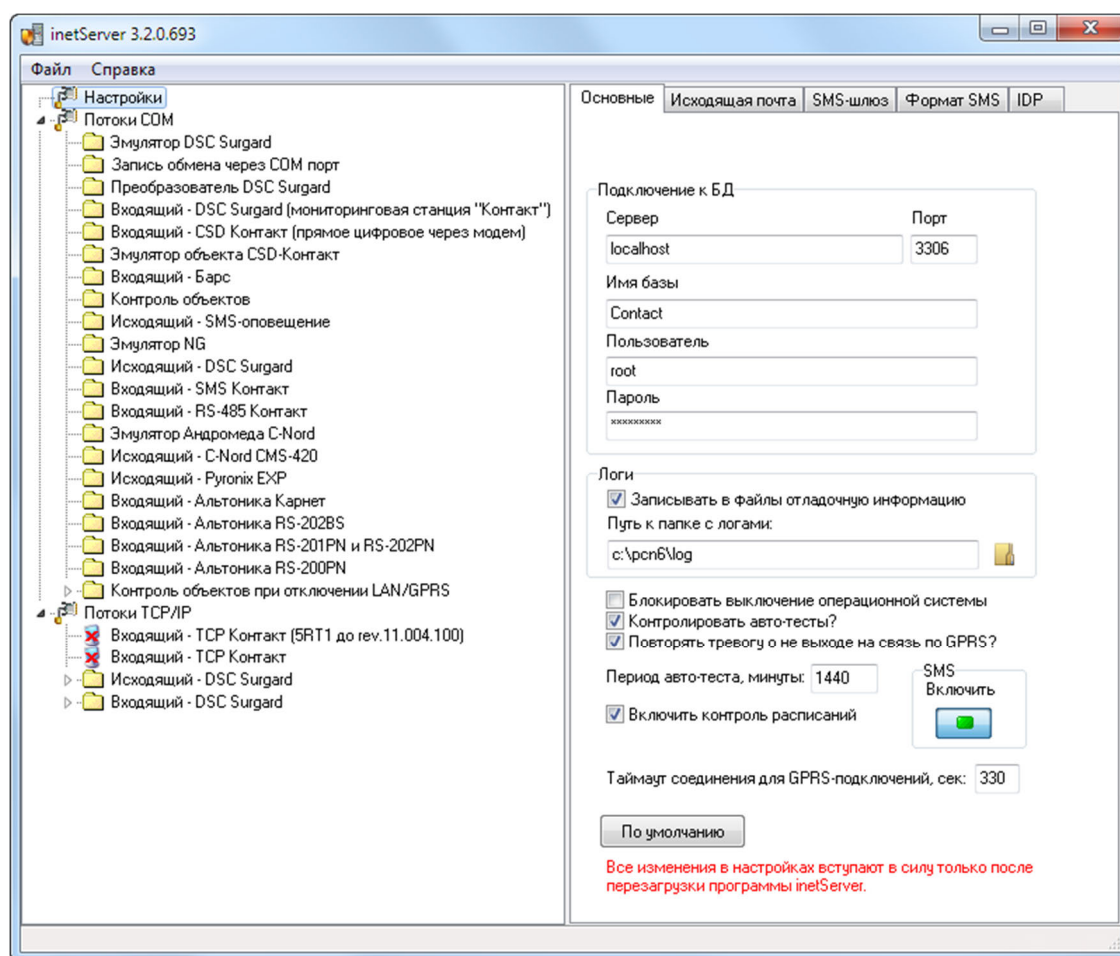 inetServer 3.2.0.693
Файл Справка
Настройки
Потоки COM
Эмулятор DSC Surgard
Запись обмена через COM порт
Преобразователь DSC Surgard
Входящий - DSC Surgard (мониторинговая станция "Контакт")
Входящий - CSD Контакт (прямое цифровое через модем)
Эмулятор объекта CSD-Контакт
Входящий - Барс
Контроль объектов
Исходящий - SMS-оповещение
Эмулятор NG
Исходящий - DSC Surgard
Входящий - SMS Контакт
Входящий - RS-485 Контакт
Эмулятор Андромеда C-Nord
Исходящий - C-Nord CMS-420
Исходящий - Pyronix EXP
Входящий - Альтоника Карнет
Входящий - Альтоника RS-202BS
Входящий - Альтоника RS-201PN и RS-202PN
Входящий - Альтоника RS-200PN
Контроль объектов при отключении LAN/GPRS
Потоки TCP/IP
Входящий - TCP Контакт (5RT1 до rev.11.004.100)
Входящий - TCP Контакт
Исходящий - DSC Surgard
Входящий - DSC Surgard
Основные Исходящая почта SMS-шлюз Формат SMS IDP
Подключение к БД
Сервер Порт
localhost 3306
Имя базы
Contact
Пользователь
root
Пароль
*********
Логи
Записывать в файлы отладочную информацию
Путь к папке с логами:
c:\pcn6\log
Блокировать выключение операционной системы
Контролировать авто-тесты?
Повторять тревогу о не выходе на связь по GPRS?
Период авто-теста, минуты: 1440
SMS
Включить
Включить контроль расписаний
Таймаут соединения для GPRS-подключений, сек: 330
По умолчанию
Все изменения в настройках вступают в силу только после
перезагрузки программы inetServer.